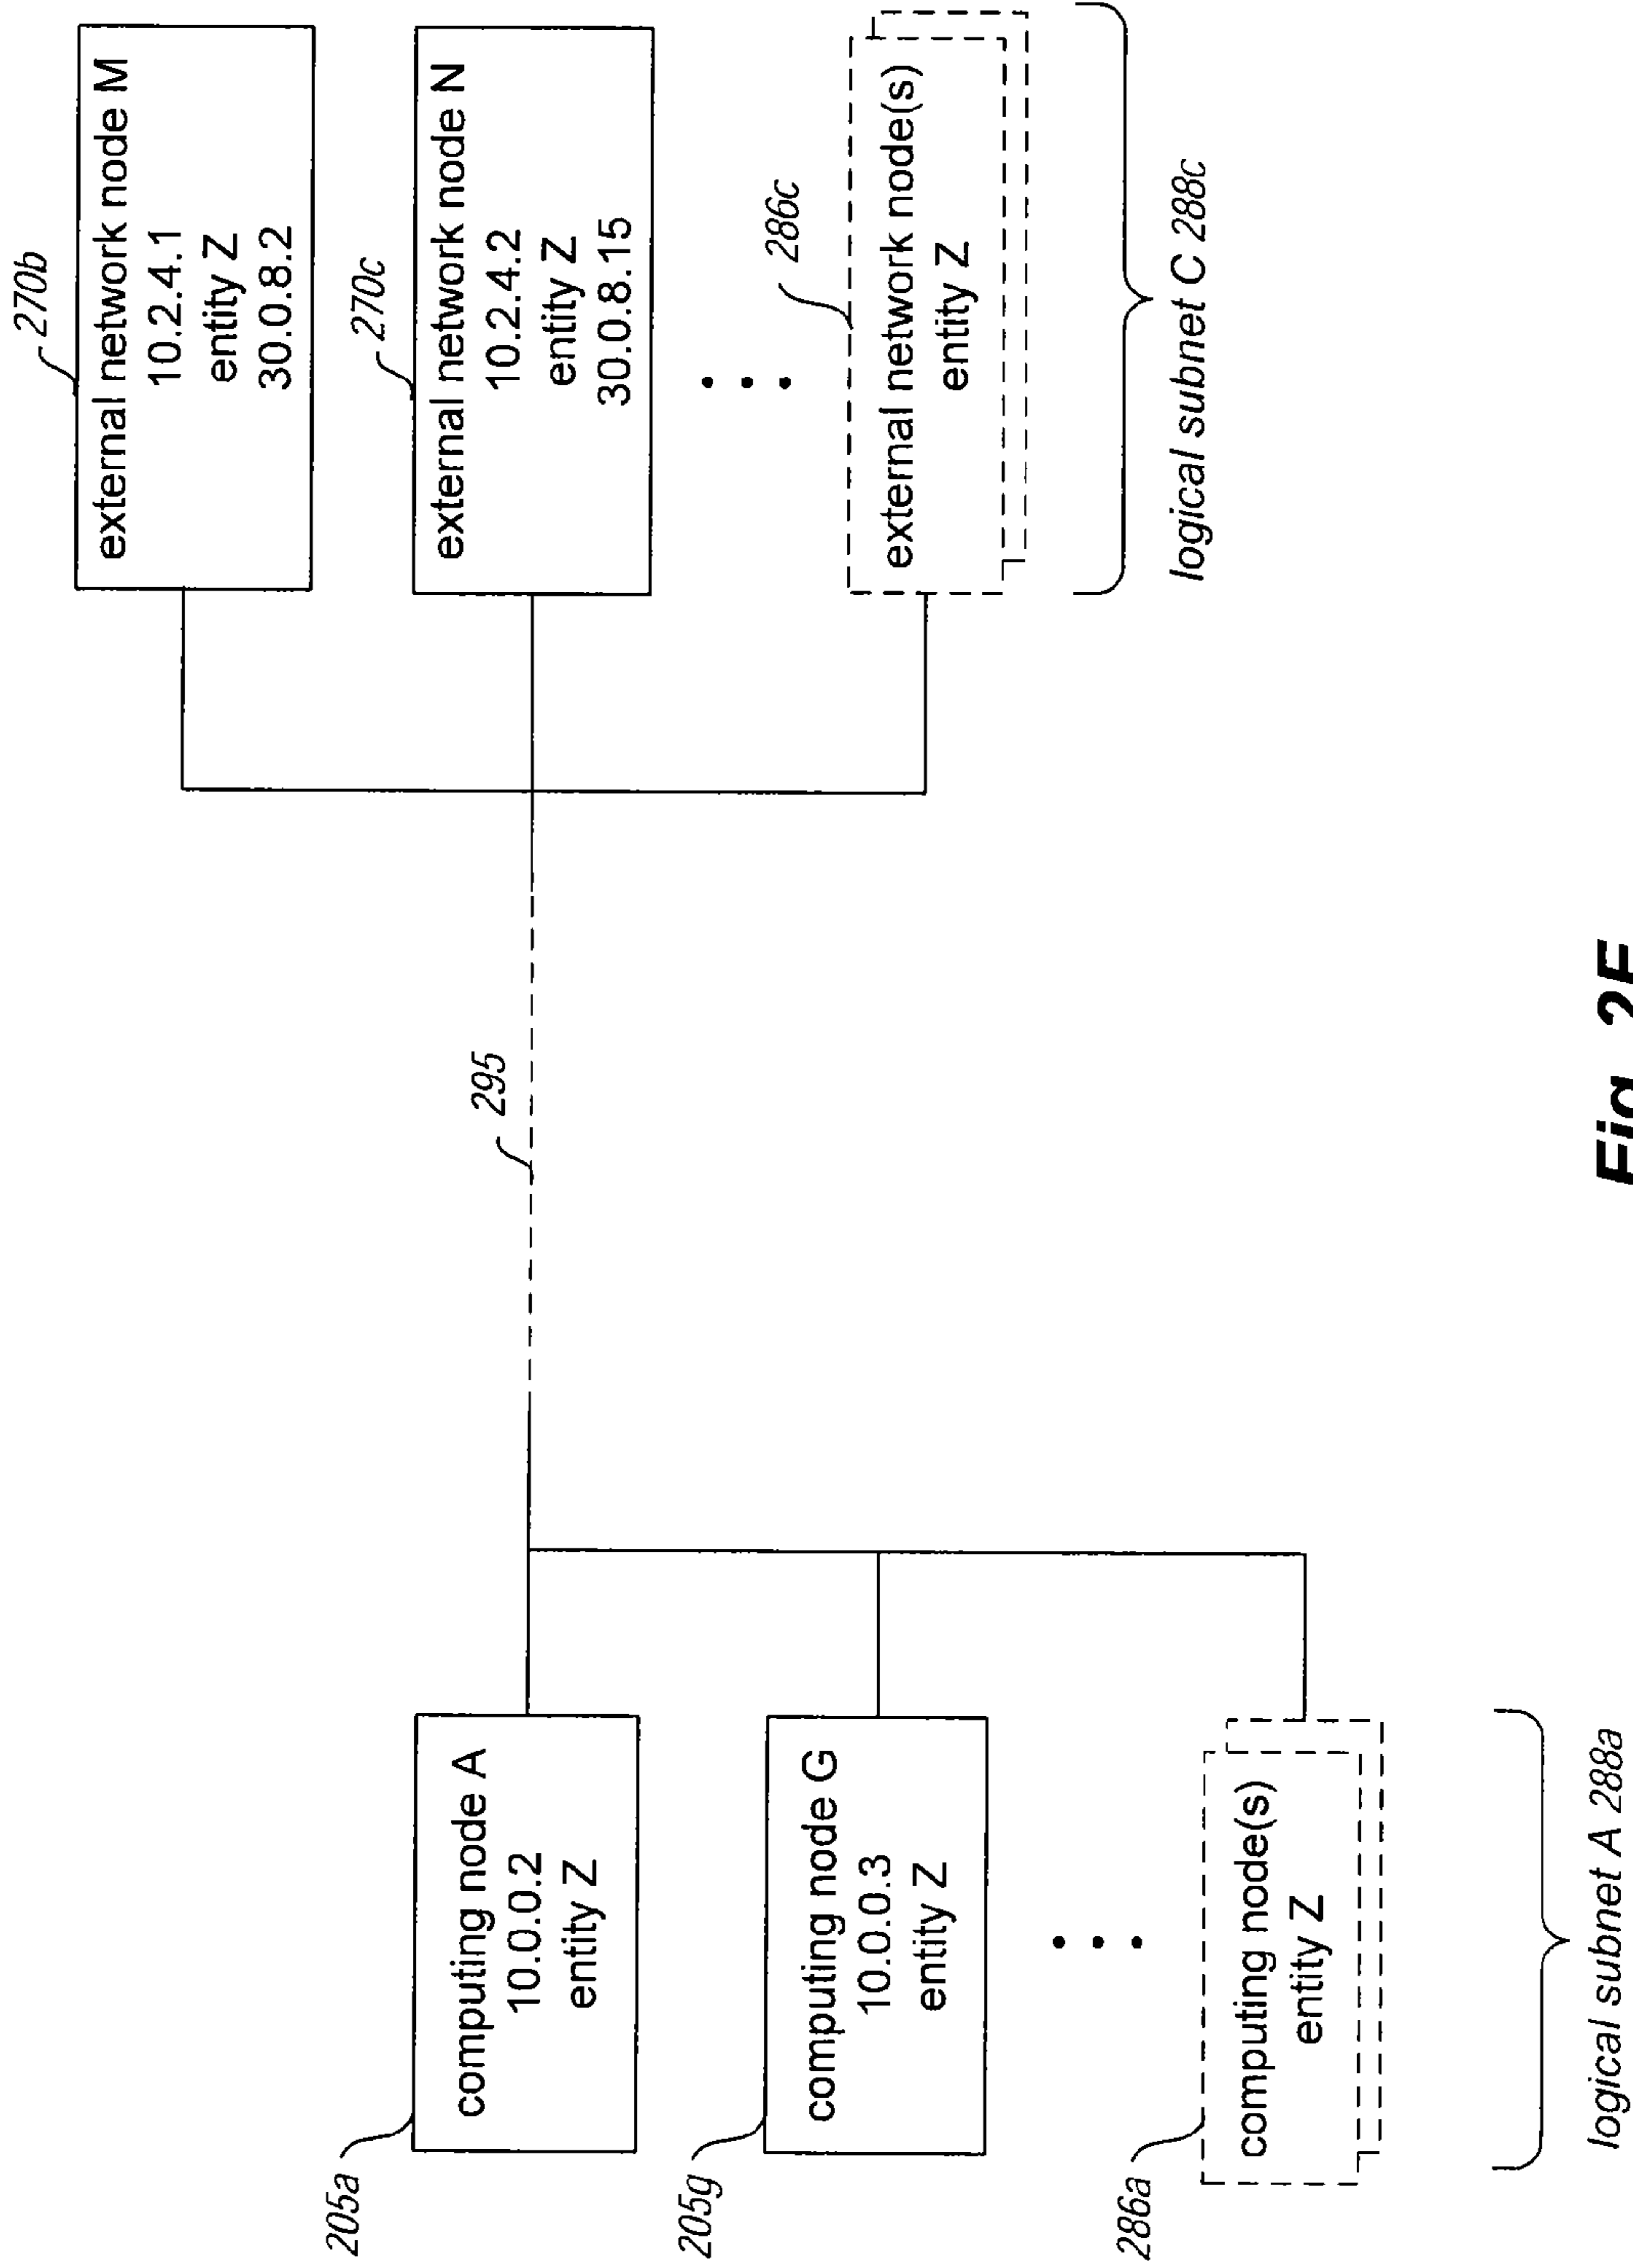 205a
computing node A
10.0.0.2
entity Z
205g
computing node G
10.0.0.3
entity Z
286a
computing node(s)
entity Z
logical subnet A 288a
295
270b
external network node M
10.2.4.1
entity Z
30.0.8.2
270c
external network node N
10.2.4.2
entity Z
30.0.8.15
286c
external network node(s)
entity Z
logical subnet C 288c
Fig.